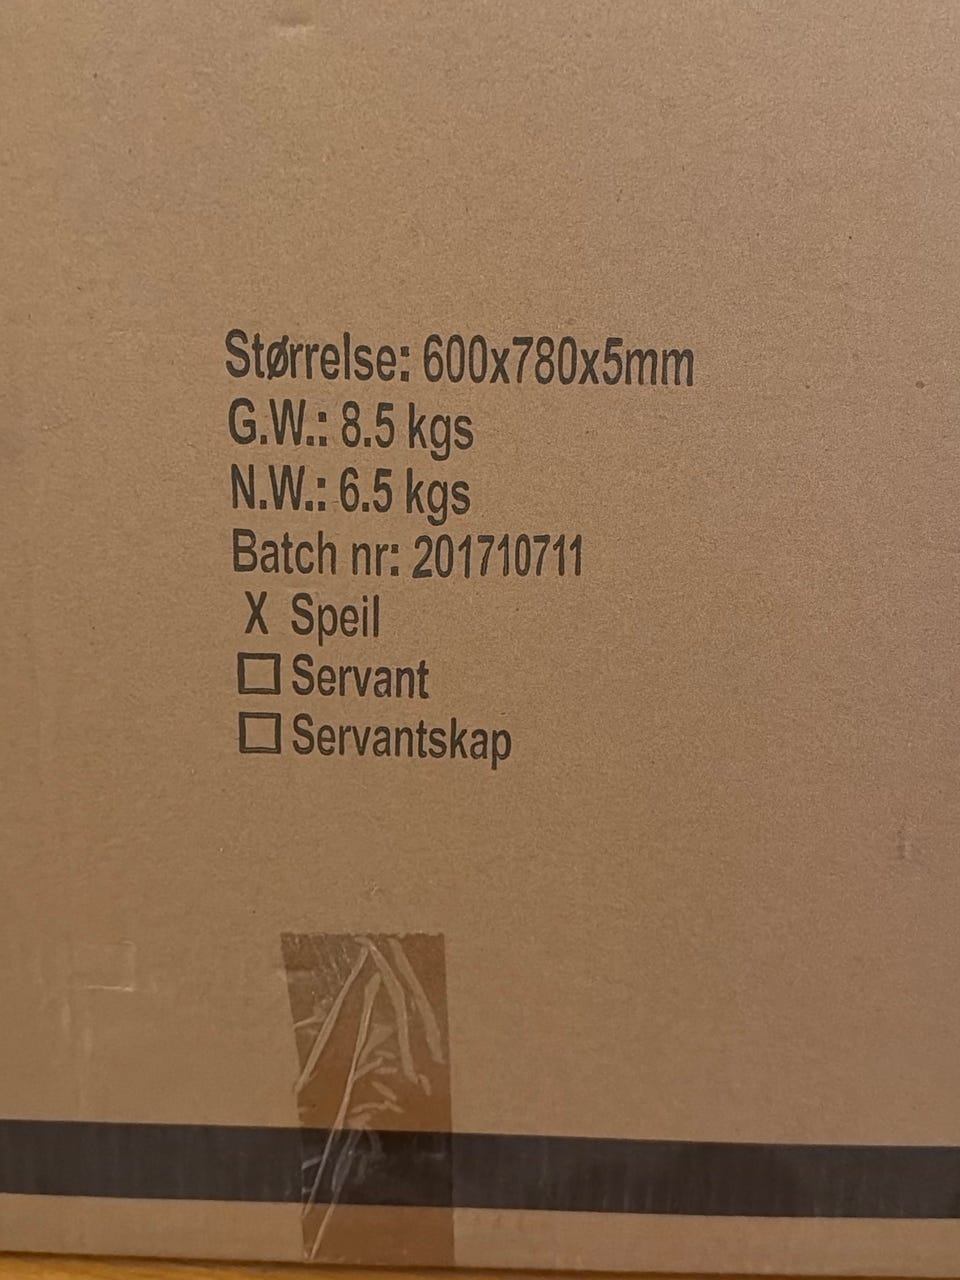 Størrelse: 600x780x5mm
G.W.: 8.5 kgs
N.W.: 6.5 kgs
Batch nr: 201710711
X Speil
☐ Servant
☐ Servantskap